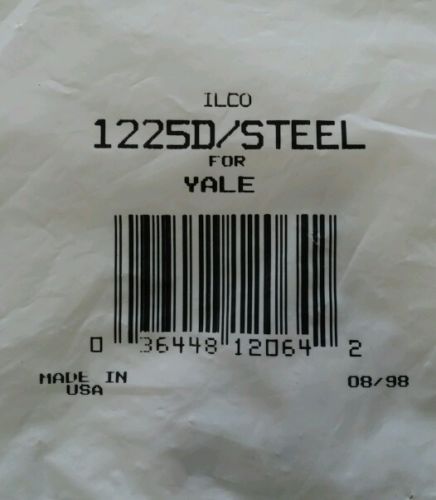 ILCO
1225D/STEEL
FOR
YALE
0 36448 12064 2
MADE IN
USA
08/98